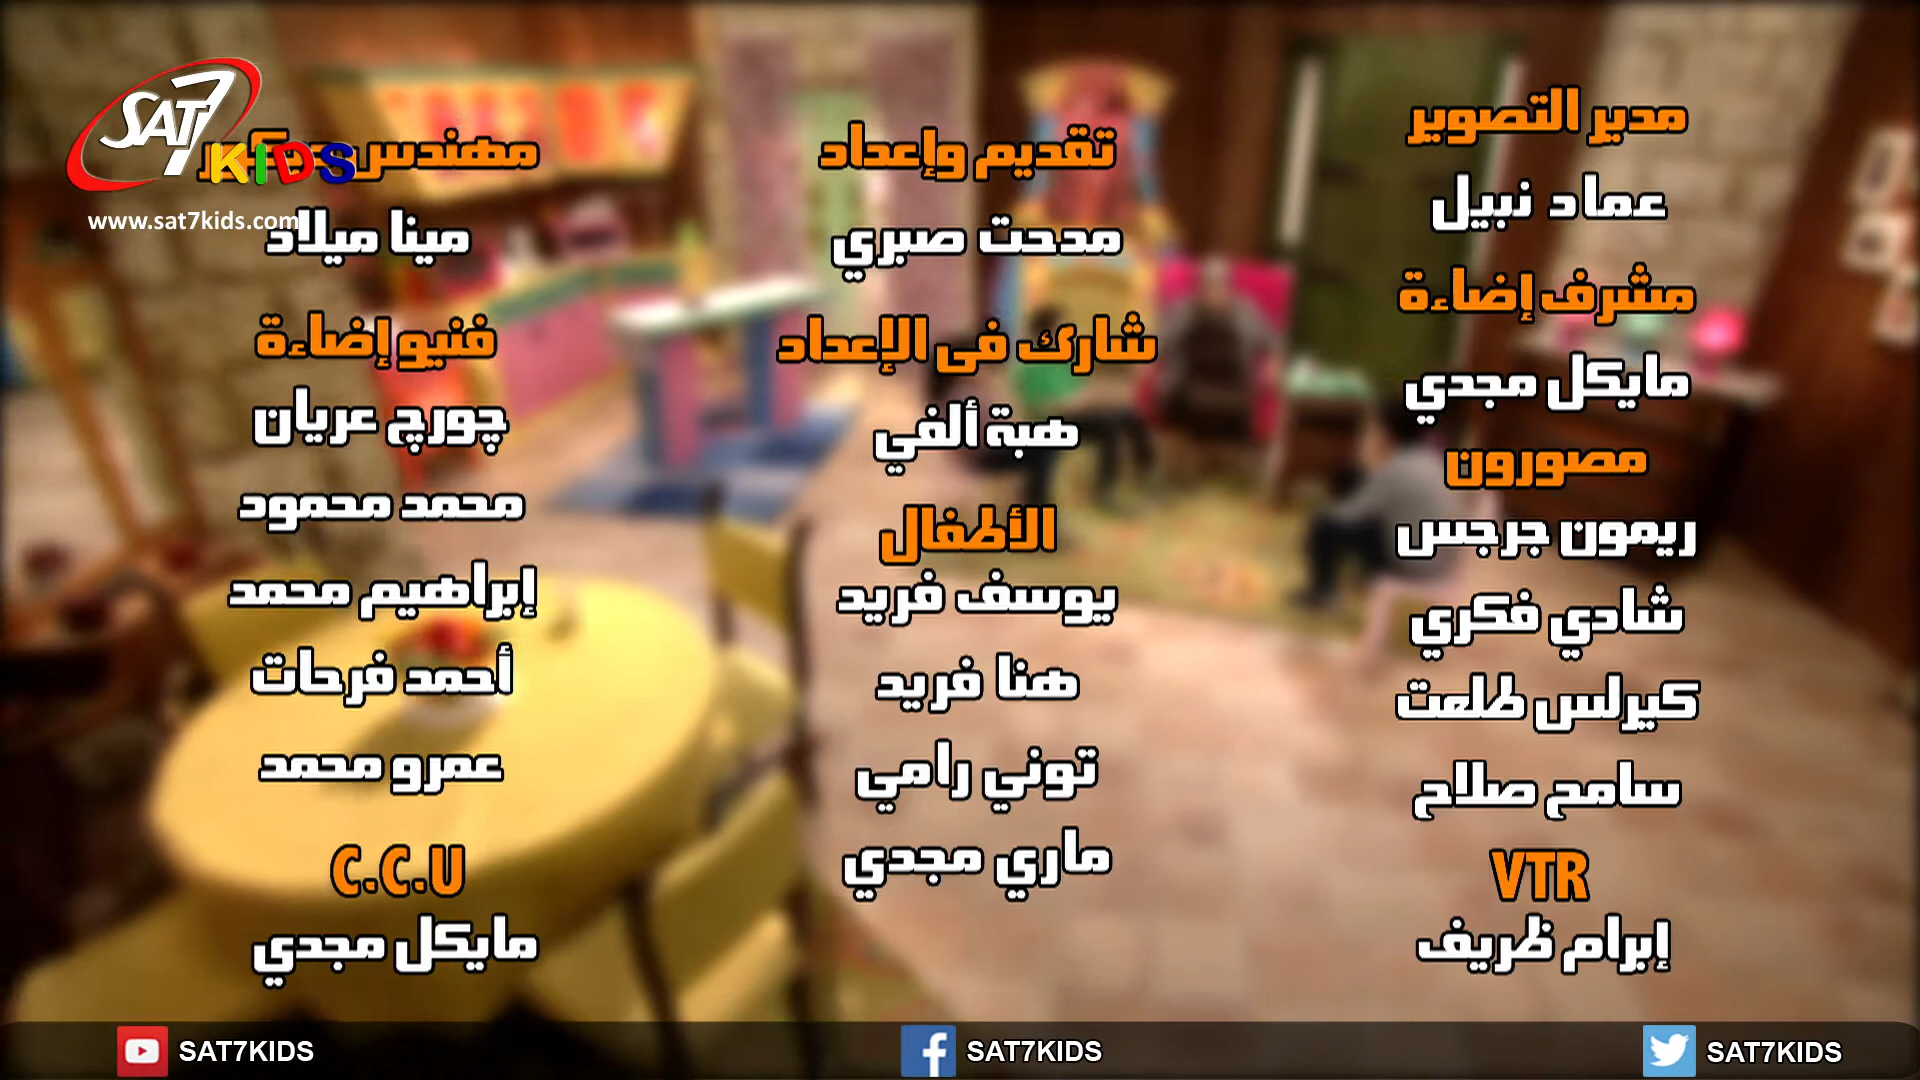 SAT7
KIDS
www.sat7kids.com
مدير التصوير
عماد نبيل
مشرف إضاءة
مايكل مجدي
مصورون
ريمون جرجس
شادي فكري
كيرلس طلعت
سامح صلاح
VTR
إبرام ظريف
تقديم وإعداد
مدحت صبري
شارك فى الإعداد
هبة ألفي
الأطفال
يوسف فريد
هنا فريد
توني رامي
ماري مجدي
مهندس
مينا ميلاد
فنيو إضاءة
چورچ عريان
محمد محمود
إبراهيم محمد
أحمد فرحات
عمرو محمد
C.C.U
مايكل مجدي
SAT7KIDS
SAT7KIDS
SAT7KIDS